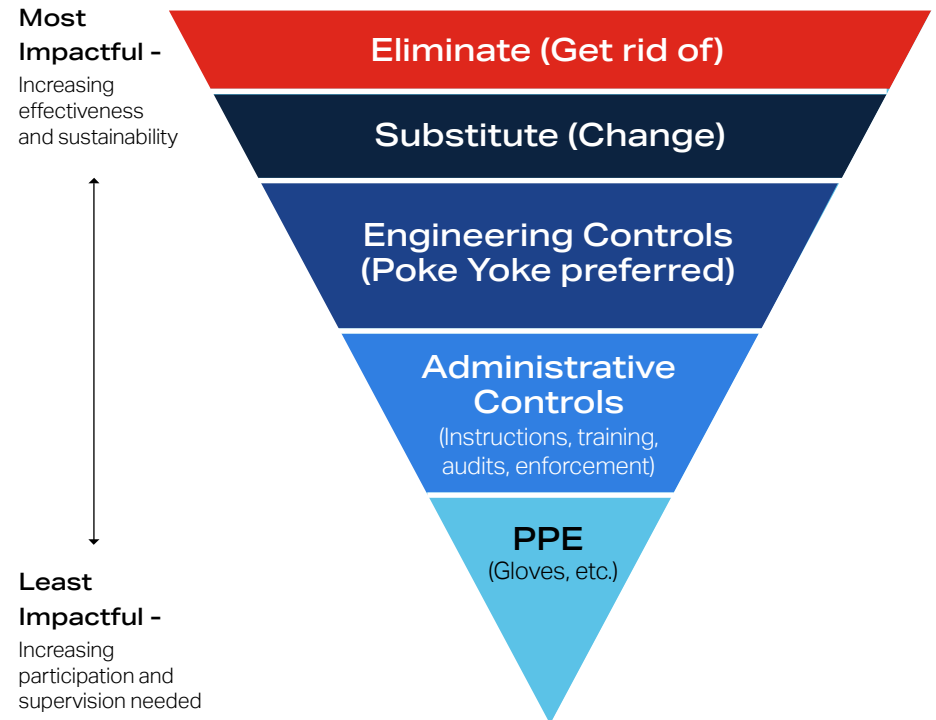 Most
Impactful -
Increasing
effectiveness
and sustainability
Eliminate (Get rid of)
Substitute (Change)
Engineering Controls
(Poke Yoke preferred)
Administrative
Controls
(Instructions, training,
audits, enforcement)
PPE
(Gloves, etc.)
Least
Impactful -
Increasing
participation and
supervision needed